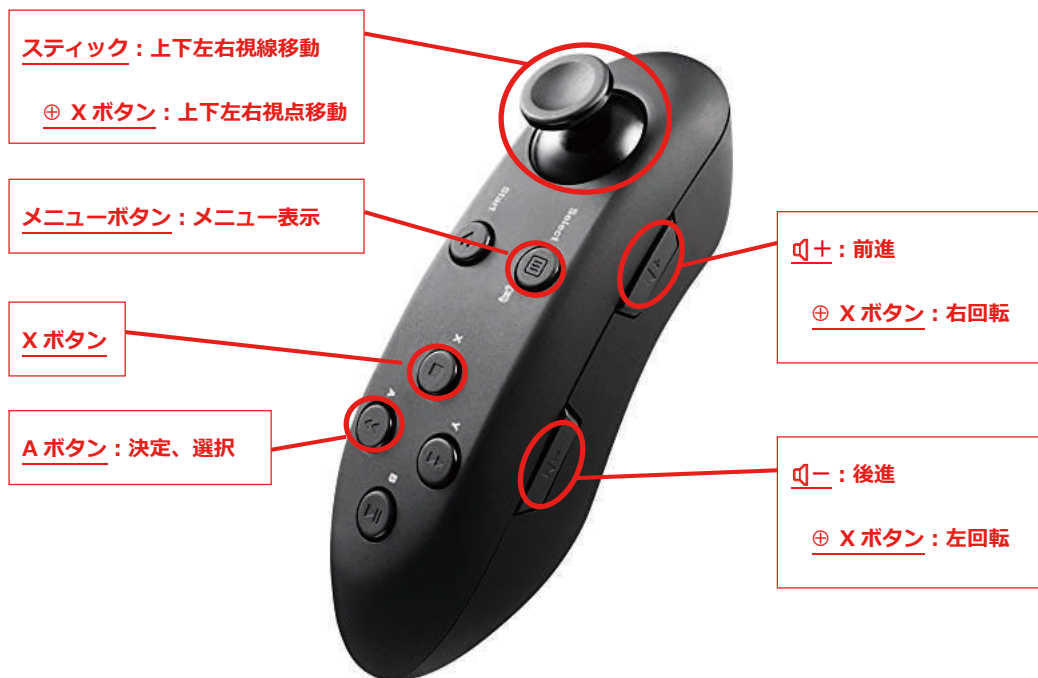 スティック：上下左右視線移動
⊕ X ボタン：上下左右視点移動
メニューボタン：メニュー表示
X ボタン
A ボタン：決定、選択
＋：前進
⊕ X ボタン：右回転
－：後進
⊕ X ボタン：左回転
Start
Select
X
A
Y
B